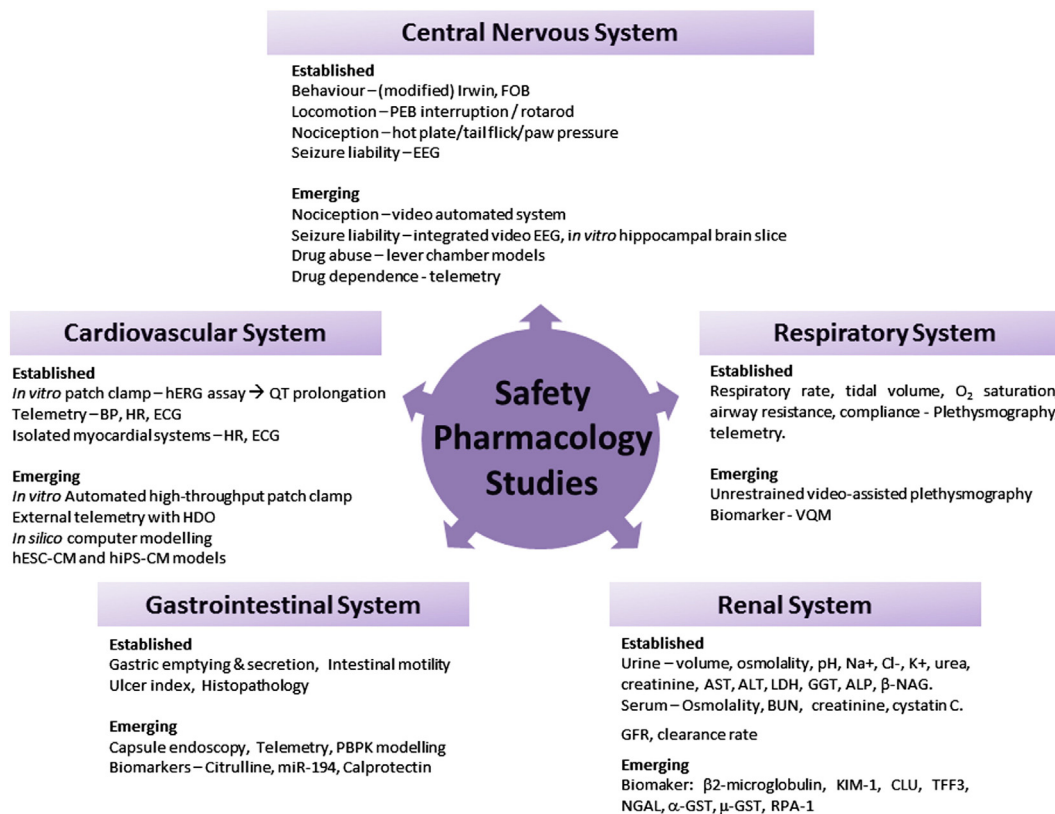 Central Nervous System
Established
Behaviour – (modified) Irwin, FOB
Locomotion – PEB interruption / rotarod
Nociception – hot plate/tail flick/paw pressure
Seizure liability – EEG
Emerging
Nociception – video automated system
Seizure liability – integrated video EEG, in vitro hippocampal brain slice
Drug abuse – lever chamber models
Drug dependence - telemetry
Cardiovascular System
Established
In vitro patch clamp – hERG assay → QT prolongation
Telemetry – BP, HR, ECG
Isolated myocardial systems – HR, ECG
Emerging
In vitro Automated high-throughput patch clamp
External telemetry with HDO
In silico computer modelling
hESC-CM and hiPS-CM models
Safety
Pharmacology
Studies
Respiratory System
Established
Respiratory rate, tidal volume, O₂ saturation
airway resistance, compliance - Plethysmography
telemetry.
Emerging
Unrestrained video-assisted plethysmography
Biomarker - VQM
Gastrointestinal System
Established
Gastric emptying & secretion, Intestinal motility
Ulcer index, Histopathology
Emerging
Capsule endoscopy, Telemetry, PBPK modelling
Biomarkers – Citrulline, miR-194, Calprotectin
Renal System
Established
Urine – volume, osmolality, pH, Na+, Cl-, K+, urea,
creatinine, AST, ALT, LDH, GGT, ALP, β-NAG.
Serum – Osmolality, BUN, creatinine, cystatin C.
GFR, clearance rate
Emerging
Biomaker: β2-microglobulin, KIM-1, CLU, TFF3,
NGAL, α-GST, μ-GST, RPA-1